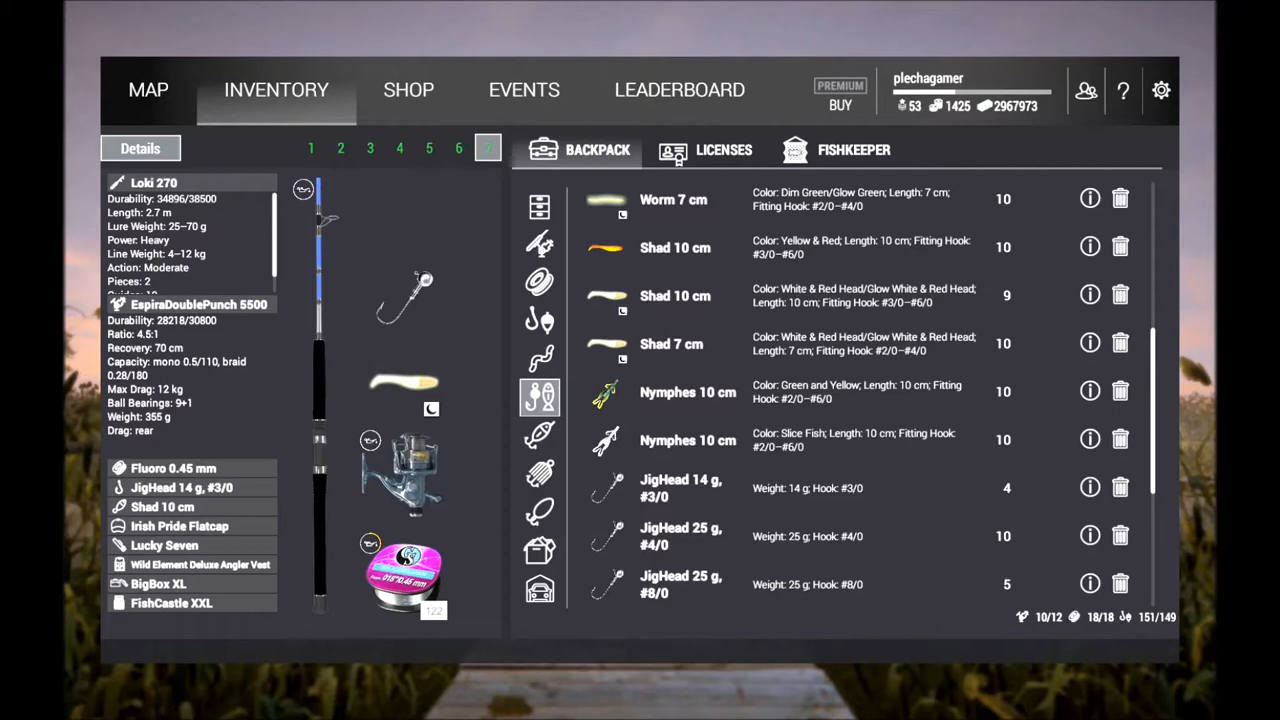 MAP
INVENTORY
SHOP
EVENTS
LEADERBOARD
PREMIUM
BUY
plechagamer
53 1425 2967973
?
Details
1 2 3 4 5 6 7
BACKPACK
LICENSES
FISHKEEPER
Loki 270
Durability: 34896/38500
Length: 2.7 m
Lure Weight: 25–70 g
Power: Heavy
Line Weight: 4–12 kg
Action: Moderate
Pieces: 2
EspiraDoublePunch 5500
Durability: 28218/30800
Ratio: 4.5:1
Recovery: 70 cm
Capacity: mono 0.5/110, braid
0.28/180
Max Drag: 12 kg
Ball Bearings: 9+1
Weight: 355 g
Drag: rear
Fluoro 0.45 mm
JigHead 14 g, #3/0
Shad 10 cm
Irish Pride Flatcap
Lucky Seven
Wild Element Deluxe Angler Vest
BigBox XL
FishCastle XXL
122
Worm 7 cm
Color: Dim Green/Glow Green; Length: 7 cm;
Fitting Hook: #2/0–#4/0
10
Shad 10 cm
Color: Yellow & Red; Length: 10 cm; Fitting Hook:
#3/0–#6/0
10
Shad 10 cm
Color: White & Red Head/Glow White & Red Head;
Length: 10 cm; Fitting Hook: #3/0–#6/0
9
Shad 7 cm
Color: White & Red Head/Glow White & Red Head;
Length: 7 cm; Fitting Hook: #2/0–#4/0
10
Nymphes 10 cm
Color: Green and Yellow; Length: 10 cm; Fitting
Hook: #2/0–#6/0
10
Nymphes 10 cm
Color: Slice Fish; Length: 10 cm; Fitting Hook:
#2/0–#6/0
10
JigHead 14 g,
#3/0
Weight: 14 g; Hook: #3/0
4
JigHead 25 g,
#4/0
Weight: 25 g; Hook: #4/0
10
JigHead 25 g,
#8/0
Weight: 25 g; Hook: #8/0
5
10/12 18/18 151/149